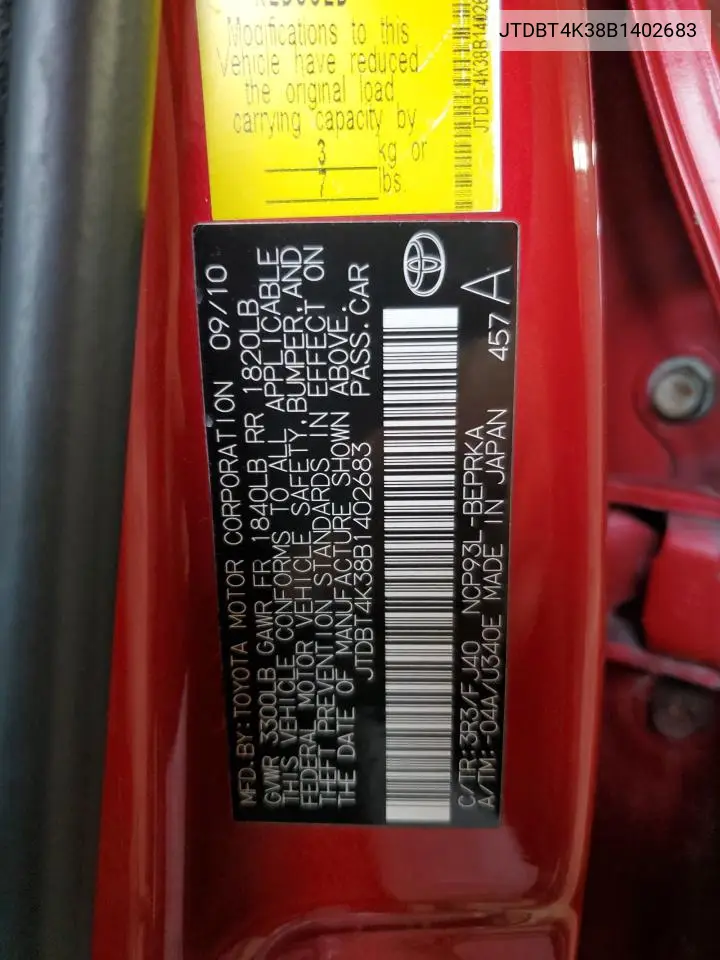 JTDBT4K38B1402683
REDUCED
Modifications to this
Vehicle have reduced
the original load
carrying capacity by
3 kg or
7 lbs.
MFD.BY:TOYOTA MOTOR CORPORATION 09/10
GVWR 3300LB GAWR FR 1840LB RR 1820LB
THIS VEHICLE CONFORMS TO ALL APPLICABLE
FEDERAL MOTOR VEHICLE SAFETY,BUMPER,AND
THEFT PREVENTION STANDARDS IN EFFECT ON
THE DATE OF MANUFACTURE SHOWN ABOVE.
JTDBT4K38B1402683 PASS.CAR
C/TR:3R3/FJ40 NCP93L-BEPRKA 457A
A/TM:-04A/U340E MADE IN JAPAN